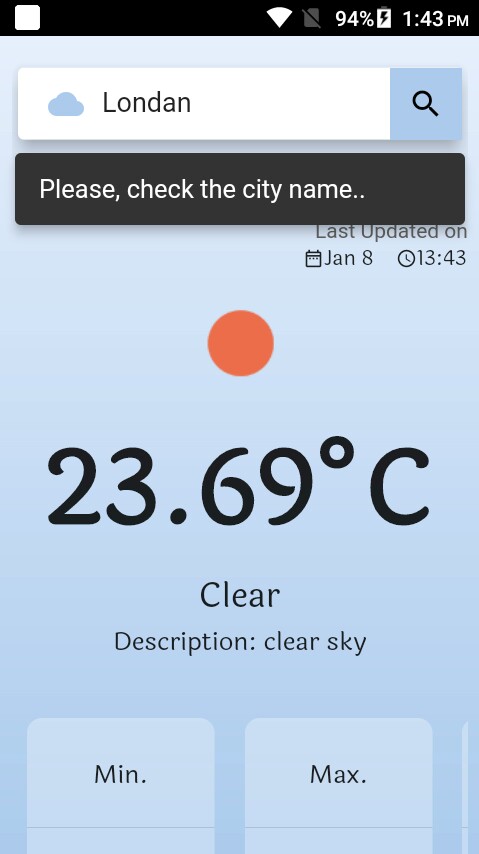 94% 1:43 PM
Londan
Please, check the city name..
Last Updated on
Jan 8 13:43
23.69°C
Clear
Description: clear sky
Min. Max.